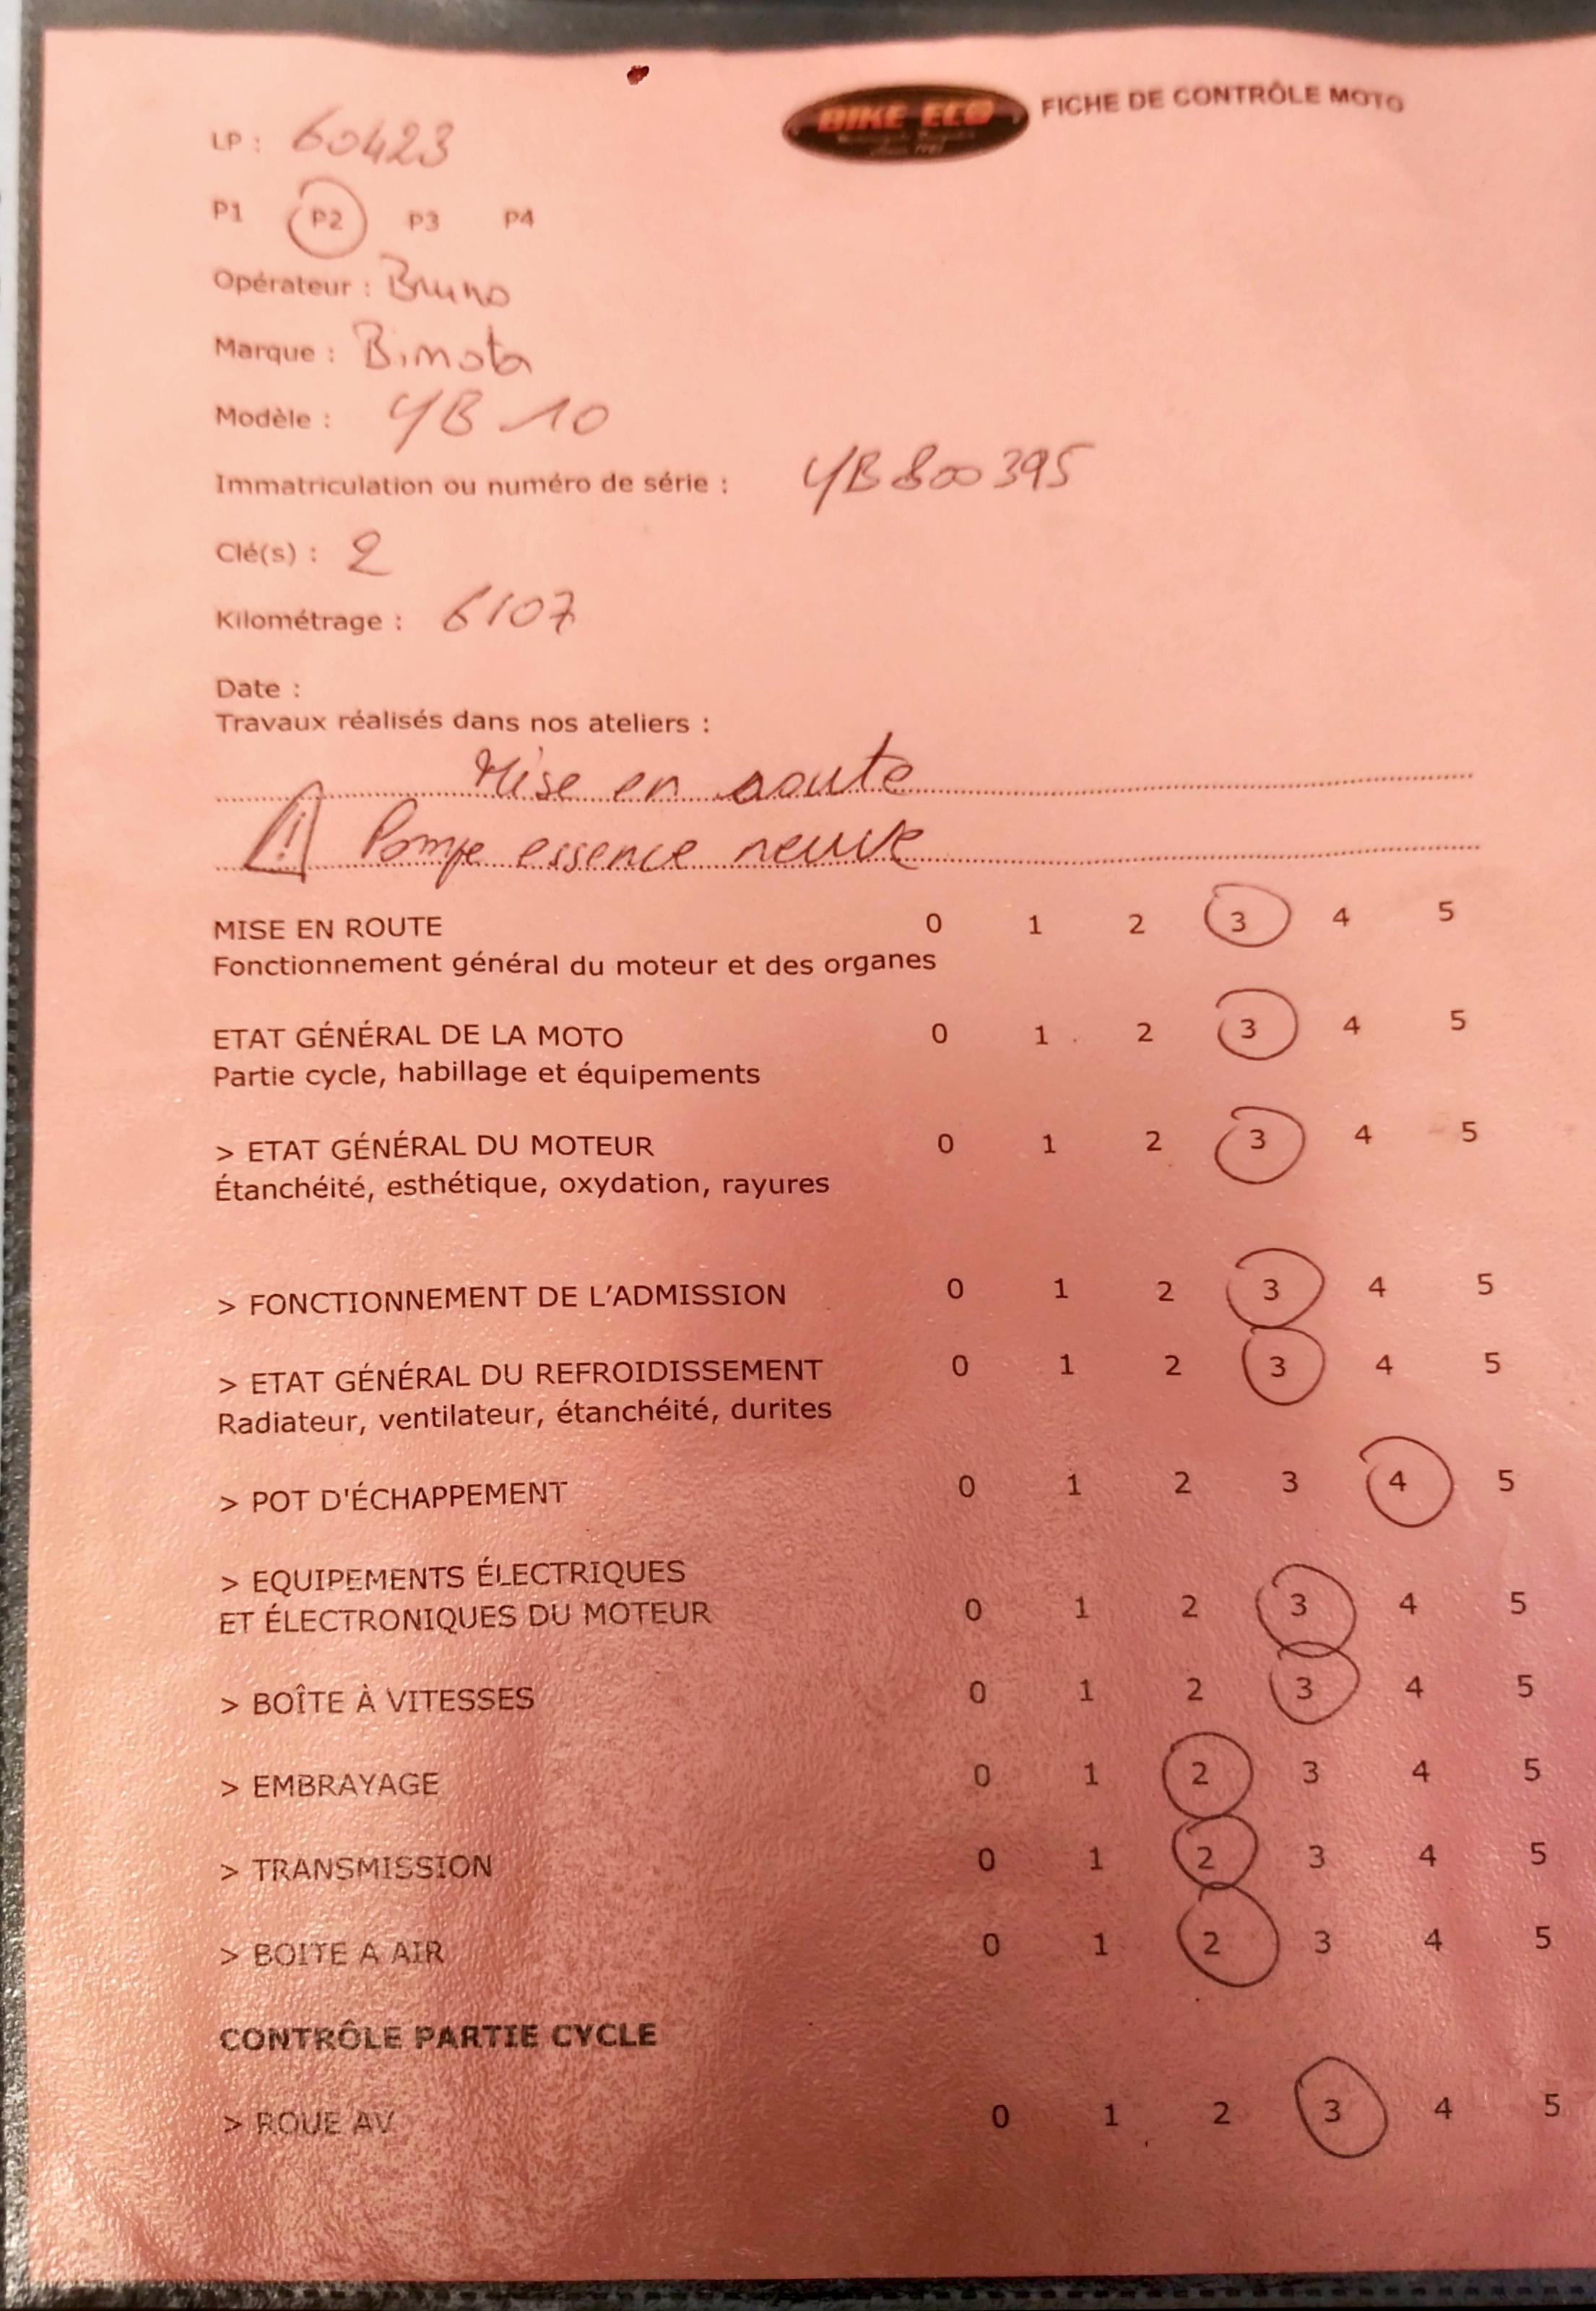 BIKE ECO
FICHE DE CONTRÔLE MOTO
LP : 60423
P1 P2 P3 P4
Opérateur : Bruno
Marque : Bimota
Modèle : YB 10
Immatriculation ou numéro de série : YB800395
Clé(s) : 2
Kilométrage : 6107
Date :
Travaux réalisés dans nos ateliers :
Mise en route
! Pompe essence neuve
MISE EN ROUTE 0 1 2 3 4 5
Fonctionnement général du moteur et des organes
ETAT GÉNÉRAL DE LA MOTO 0 1 2 3 4 5
Partie cycle, habillage et équipements
> ETAT GÉNÉRAL DU MOTEUR 0 1 2 3 4 5
Étanchéité, esthétique, oxydation, rayures
> FONCTIONNEMENT DE L'ADMISSION 0 1 2 3 4 5
> ETAT GÉNÉRAL DU REFROIDISSEMENT 0 1 2 3 4 5
Radiateur, ventilateur, étanchéité, durites
> POT D'ÉCHAPPEMENT 0 1 2 3 4 5
> EQUIPEMENTS ÉLECTRIQUES
ET ÉLECTRONIQUES DU MOTEUR 0 1 2 3 4 5
> BOÎTE À VITESSES 0 1 2 3 4 5
> EMBRAYAGE 0 1 2 3 4 5
> TRANSMISSION 0 1 2 3 4 5
> BOITE A AIR 0 1 2 3 4 5
CONTRÔLE PARTIE CYCLE
> ROUE AV 0 1 2 3 4 5